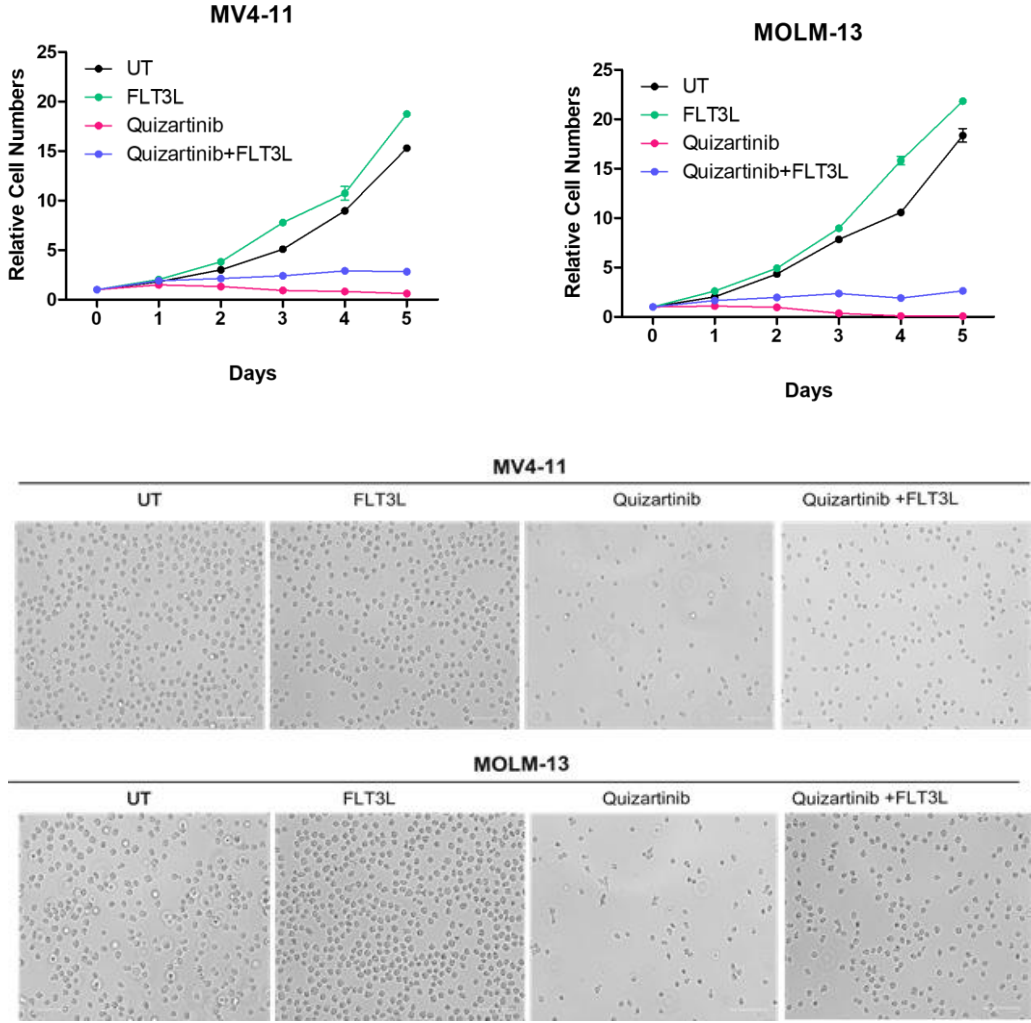 MV4-11
25
20
15
10
5
0
Relative Cell Numbers
UT
FLT3L
Quizartinib
Quizartinib+FLT3L
0 1 2 3 4 5
Days
MOLM-13
25
20
15
10
5
0
Relative Cell Numbers
UT
FLT3L
Quizartinib
Quizartinib+FLT3L
0 1 2 3 4 5
Days
MV4-11
UT FLT3L Quizartinib Quizartinib +FLT3L
MOLM-13
UT FLT3L Quizartinib Quizartinib +FLT3L